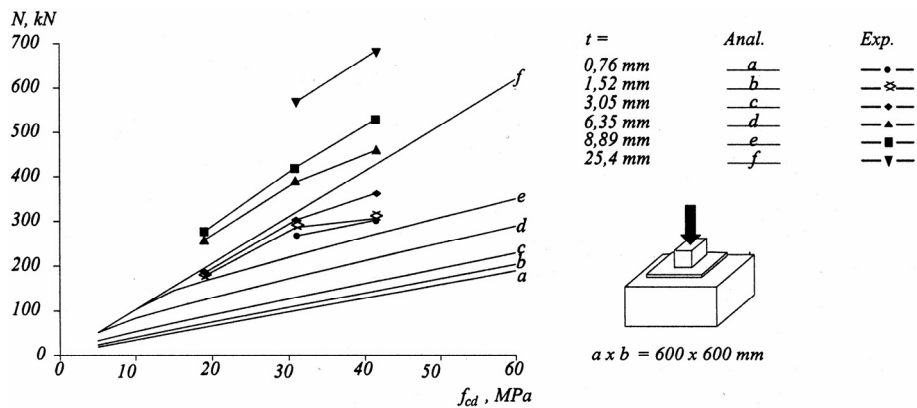 N, kN
700
600
500
400
300
200
100
0
0 10 20 30 40 50 60
f_cd , MPa
f
e
d
c
b
a
t = Anal. Exp.
0,76 mm a
1,52 mm b
3,05 mm c
6,35 mm d
8,89 mm e
25,4 mm f
a x b = 600 x 600 mm